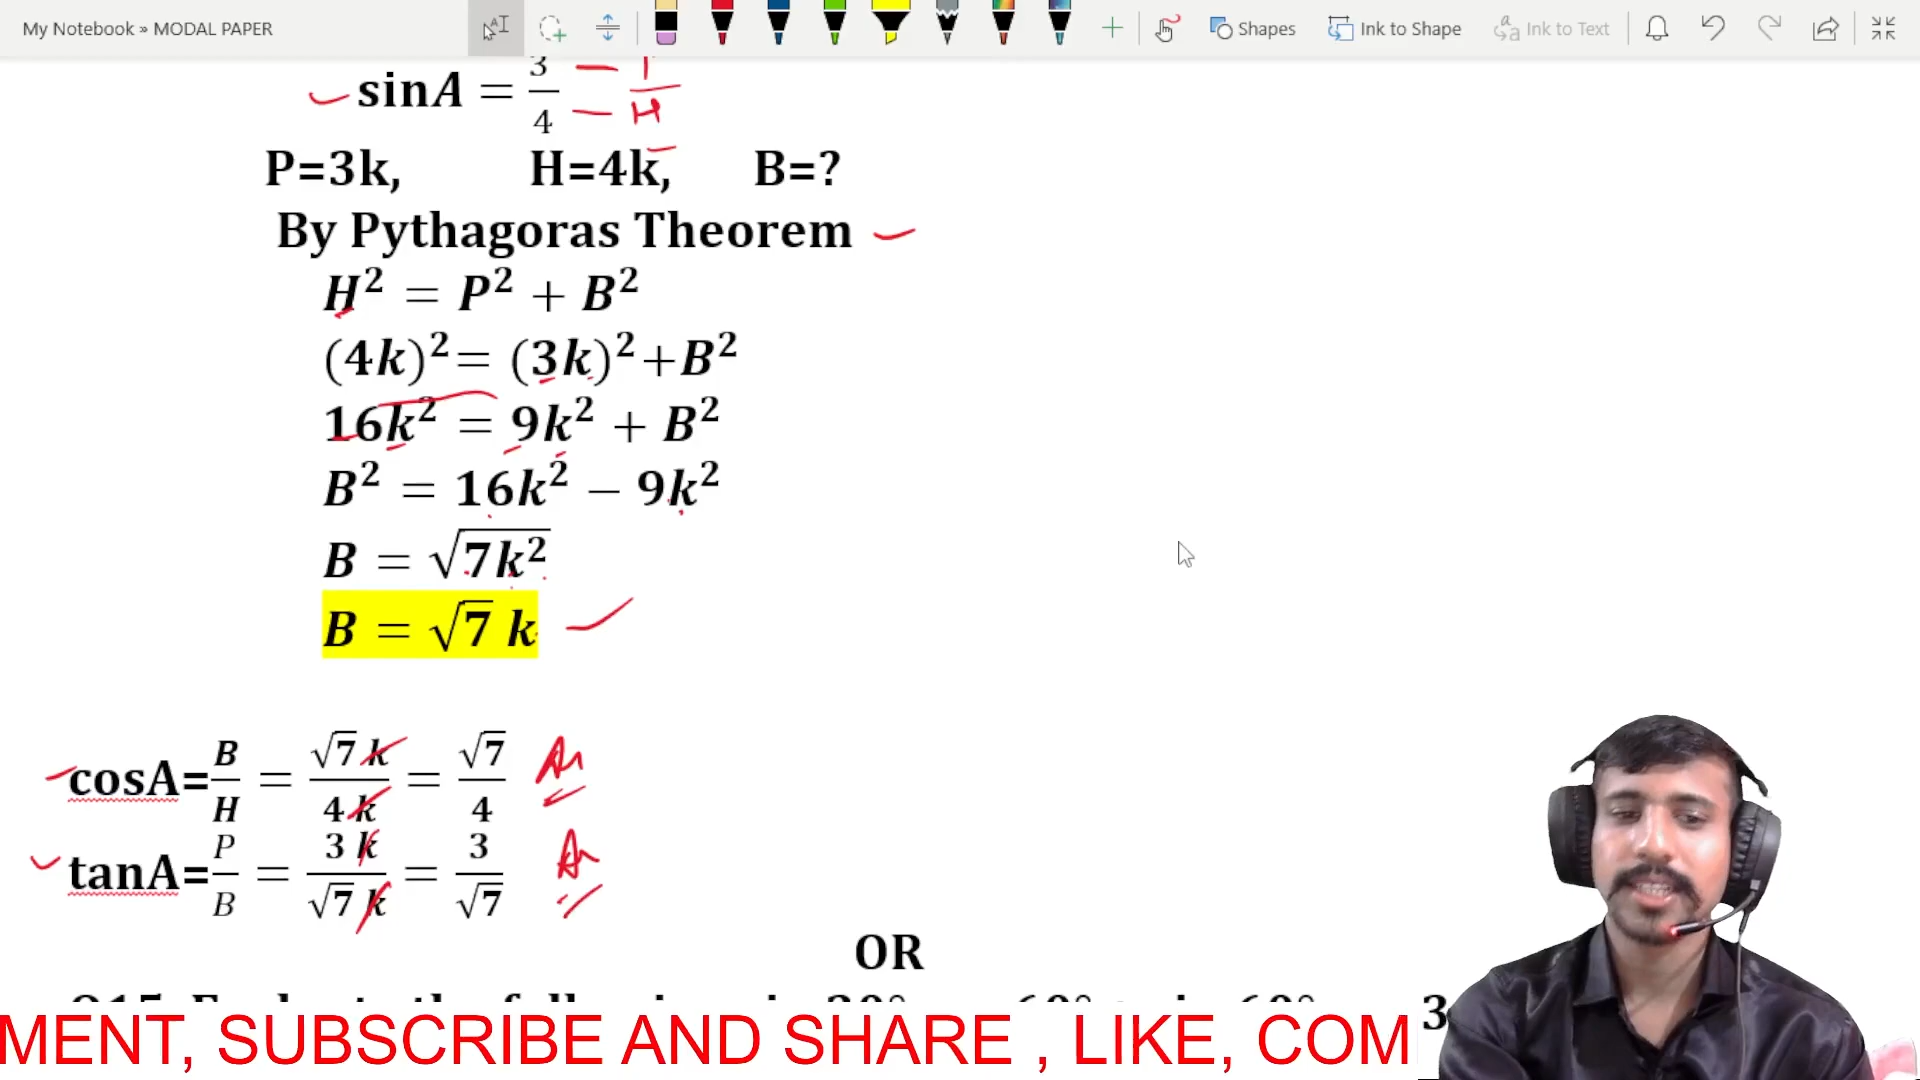 My Notebook » MODAL PAPER
Shapes
Ink to Shape
Ink to Text
sinA = 3/4
H
P=3k, H=4k, B=?
By Pythagoras Theorem
H² = P² + B²
(4k)²= (3k)²+B²
16k² = 9k² + B²
B² = 16k² − 9k²
B = √7k²
B = √7 k
cosA= B/H = √7 k/4 k = √7/4
tanA= P/B = 3 k/√7 k = 3/√7
OR
MENT, SUBSCRIBE AND SHARE , LIKE, COM